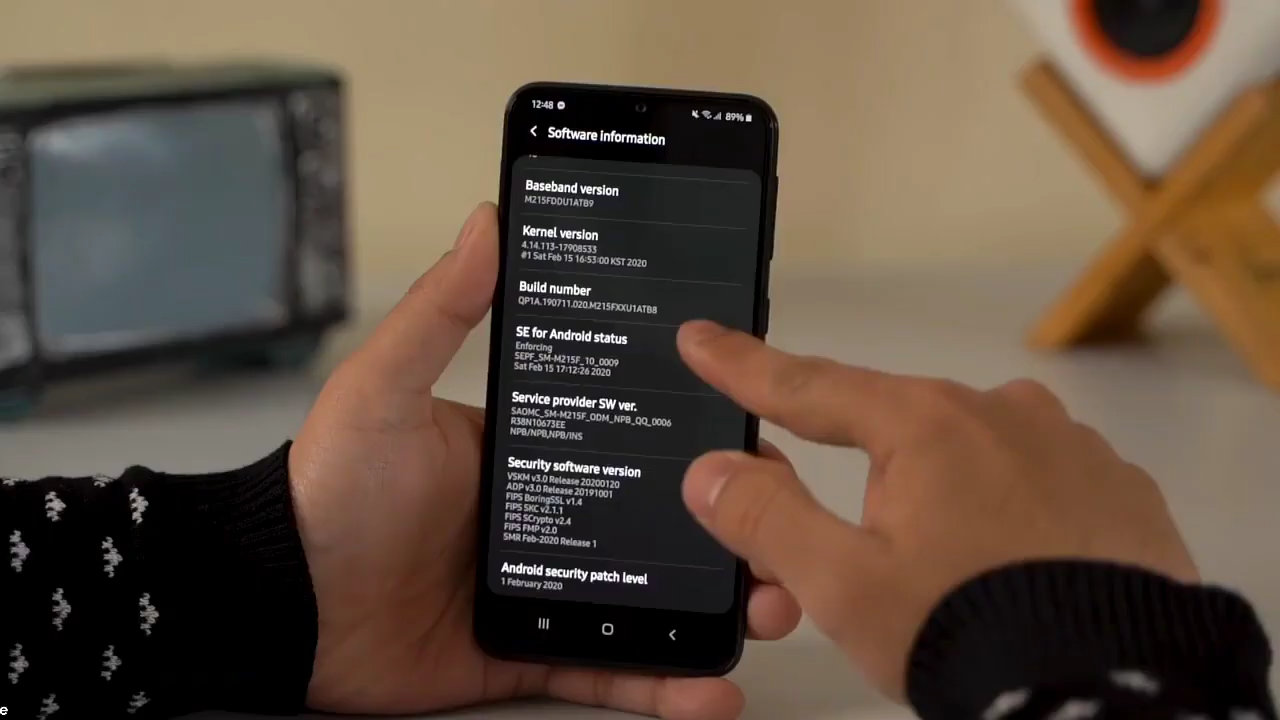 12:48
89%
Software information
Baseband version
M215FDDU1ATB9
Kernel version
4.14.113-17908533
#1 Sat Feb 15 16:53:00 KST 2020
Build number
QP1A.190711.020.M215FXXU1ATB8
SE for Android status
Enforcing
SEPF_SM-M215F_10_0009
Sat Feb 15 17:12:26 2020
Service provider SW ver.
SAOMC_SM-M215F_ODM_NPB_QQ_0006
R38N10673EE
NPB/NPB,NPB/INS
Security software version
VSKM v3.0 Release 20200120
ADP v3.0 Release 20191001
FIPS BoringSSL v1.4
FIPS SKC v2.1.1
FIPS SCrypto v2.4
FIPS FMP v2.0
SMR Feb-2020 Release 1
Android security patch level
1 February 2020
e